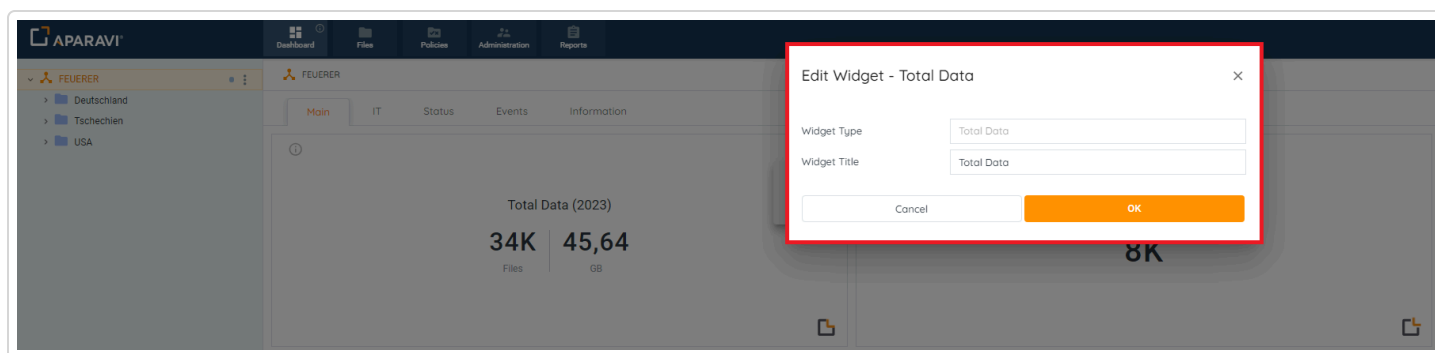 APARAVI
Dashboard Files Policies Administration Reports
FEUERER
Deutschland
Tschechien
USA
FEUERER
Main IT Status Events Information
Total Data (2023)
34K 45,64
Files GB
Edit Widget - Total Data
Widget Type Total Data
Widget Title Total Data
Cancel OK
8K